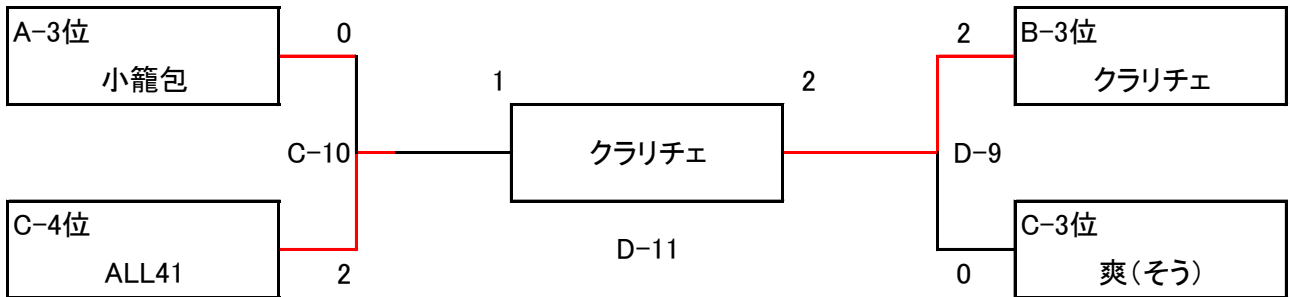 A-3位
小籠包
0
C-10
C-4位
ALL41
2
1
クラリチェ
2
D-11
2
B-3位
クラリチェ
D-9
C-3位
爽(そう)
0